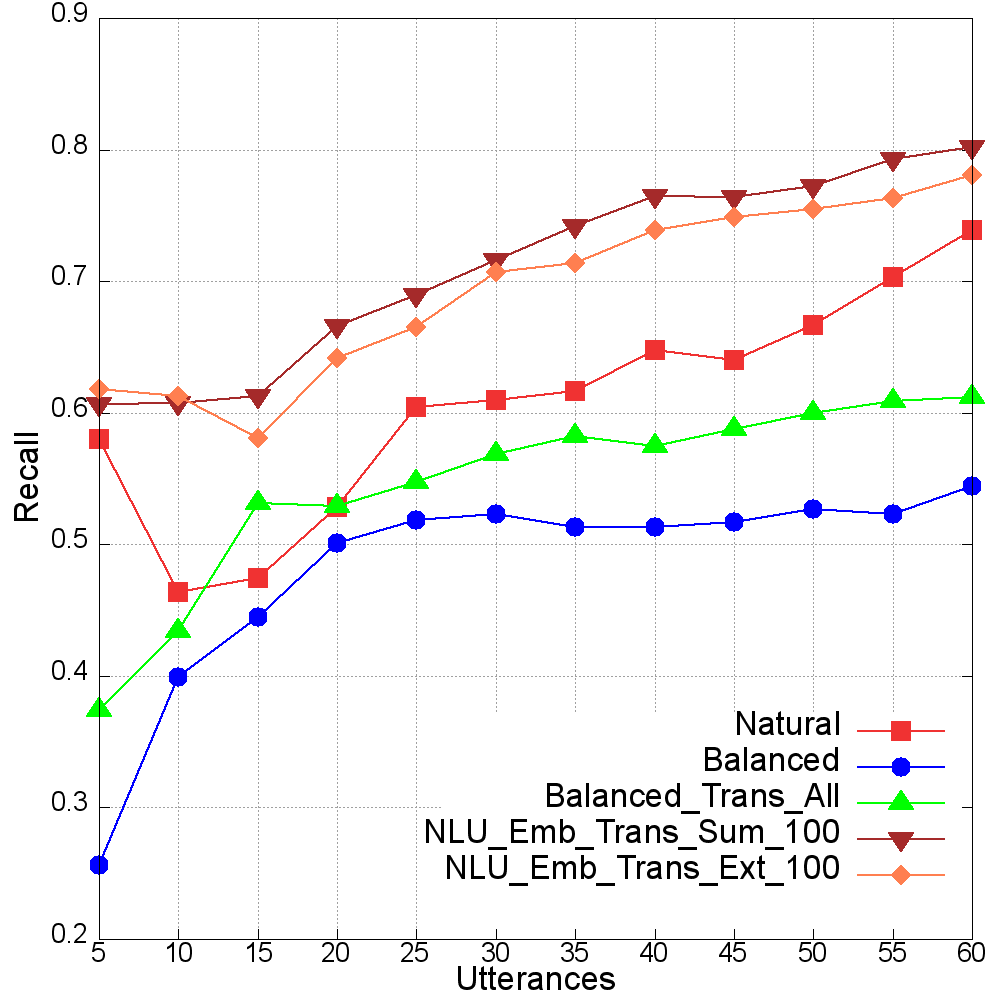 0.9
0.8
0.7
0.6
0.5
0.4
0.3
0.2
Recall
Natural
Balanced
Balanced_Trans_All
NLU_Emb_Trans_Sum_100
NLU_Emb_Trans_Ext_100
5 10 15 20 25 30 35 40 45 50 55 60
Utterances